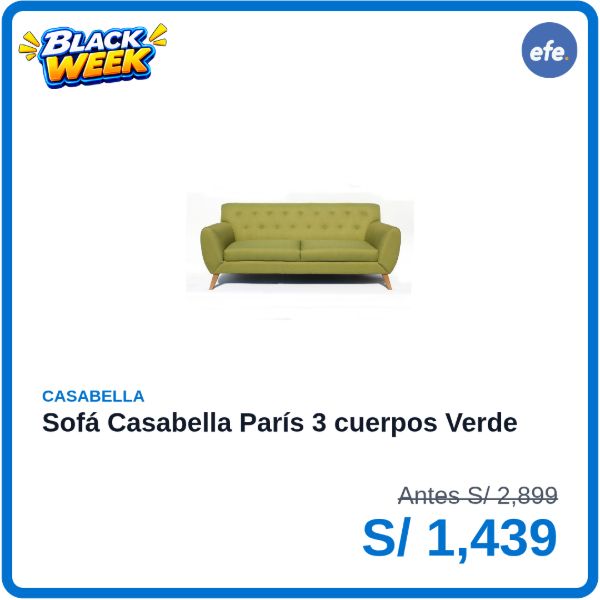 BLACK
WEEK
efe.
CASABELLA
Sofá Casabella París 3 cuerpos Verde
Antes S/ 2,899
S/ 1,439